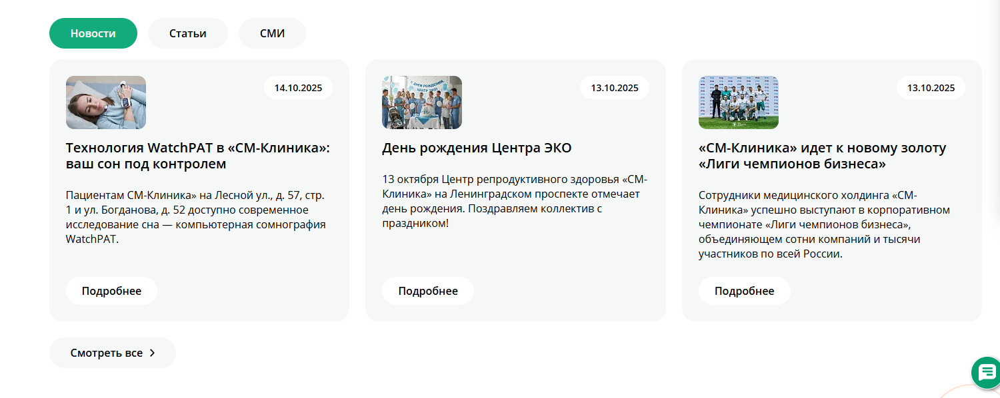 Новости
Статьи
СМИ
14.10.2025
Технология WatchPAT в «СМ-Клиника»:
ваш сон под контролем
Пациентам СМ-Клиника» на Лесной ул., д. 57, стр.
1 и ул. Богданова, д. 52 доступно современное
исследование сна — компьютерная сомнография
WatchPAT.
Подробнее
С ДНЕМ РОЖДЕНИЯ,
ЦЕНТР ЭКО!
13.10.2025
День рождения Центра ЭКО
13 октября Центр репродуктивного здоровья «СМ-
Клиника» на Ленинградском проспекте отмечает
день рождения. Поздравляем коллектив с
праздником!
Подробнее
13.10.2025
«СМ-Клиника» идет к новому золоту
«Лиги чемпионов бизнеса»
Сотрудники медицинского холдинга «СМ-
Клиника» успешно выступают в корпоративном
чемпионате «Лиги чемпионов бизнеса»,
объединяющем сотни компаний и тысячи
участников по всей России.
Подробнее
Смотреть все